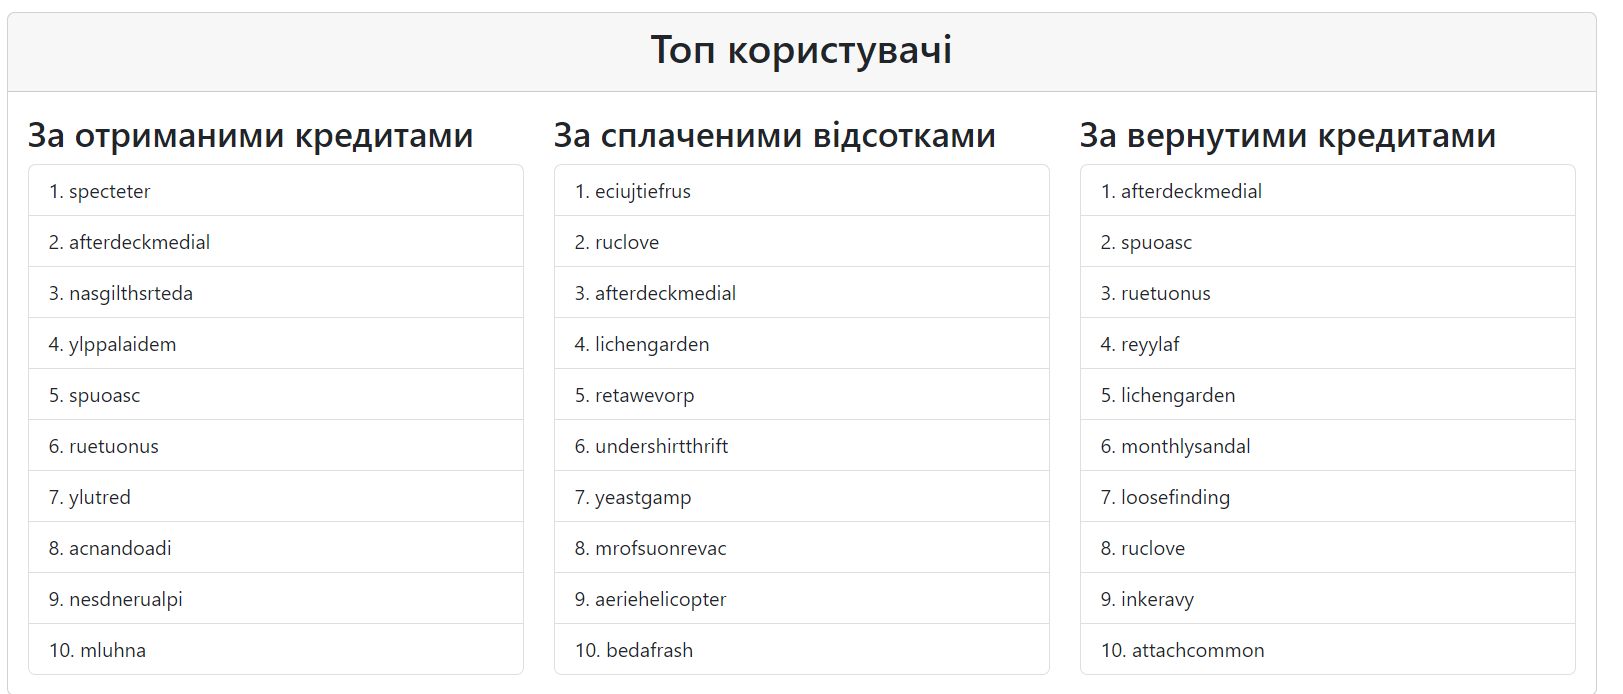 Топ користувачі
За отриманими кредитами
1. specteter
2. afterdeckmedial
3. nasgilthsrteda
4. ylppalaidem
5. spuoasc
6. ruetuonus
7. ylutred
8. acnandoadi
9. nesdnerualpi
10. mluhna
За сплаченими відсотками
1. eciujtiefrus
2. ruclove
3. afterdeckmedial
4. lichengarden
5. retawevorp
6. undershirtthrift
7. yeastgamp
8. mrofsuonrevac
9. aeriehelicopter
10. bedafrash
За вернутими кредитами
1. afterdeckmedial
2. spuoasc
3. ruetuonus
4. reyylaf
5. lichengarden
6. monthlysandal
7. loosefinding
8. ruclove
9. inkeravy
10. attachcommon